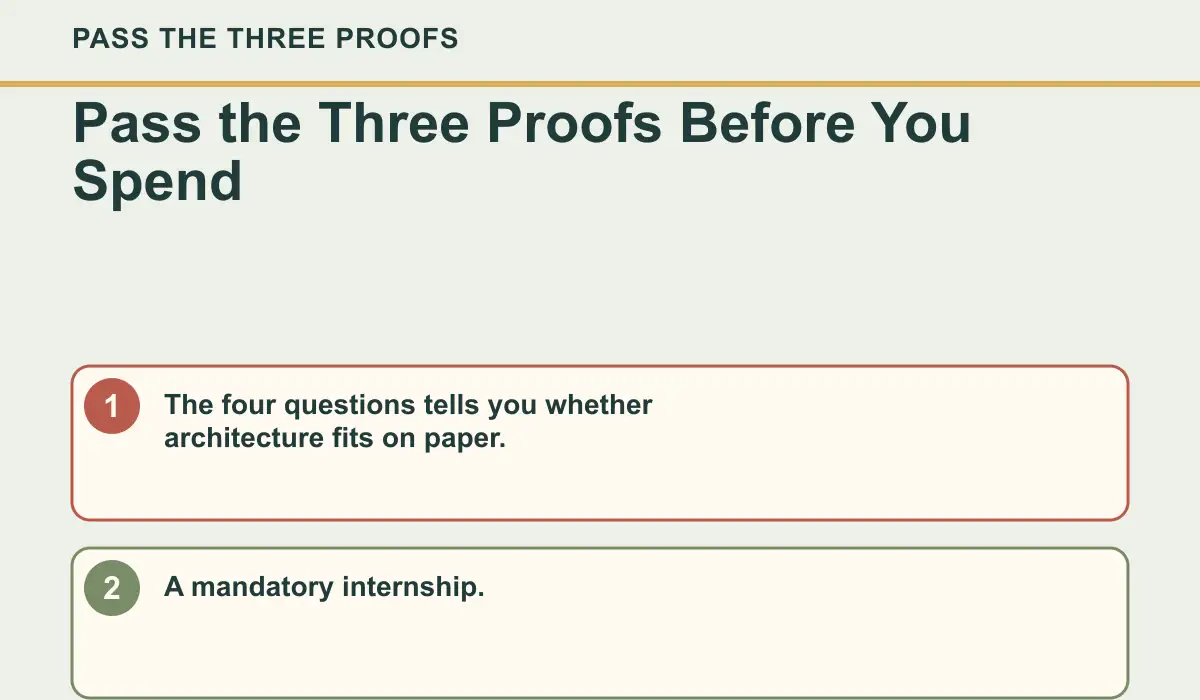 PASS THE THREE PROOFS
Pass the Three Proofs Before You
Spend
1
The four questions tells you whether
architecture fits on paper.
2
A mandatory internship.